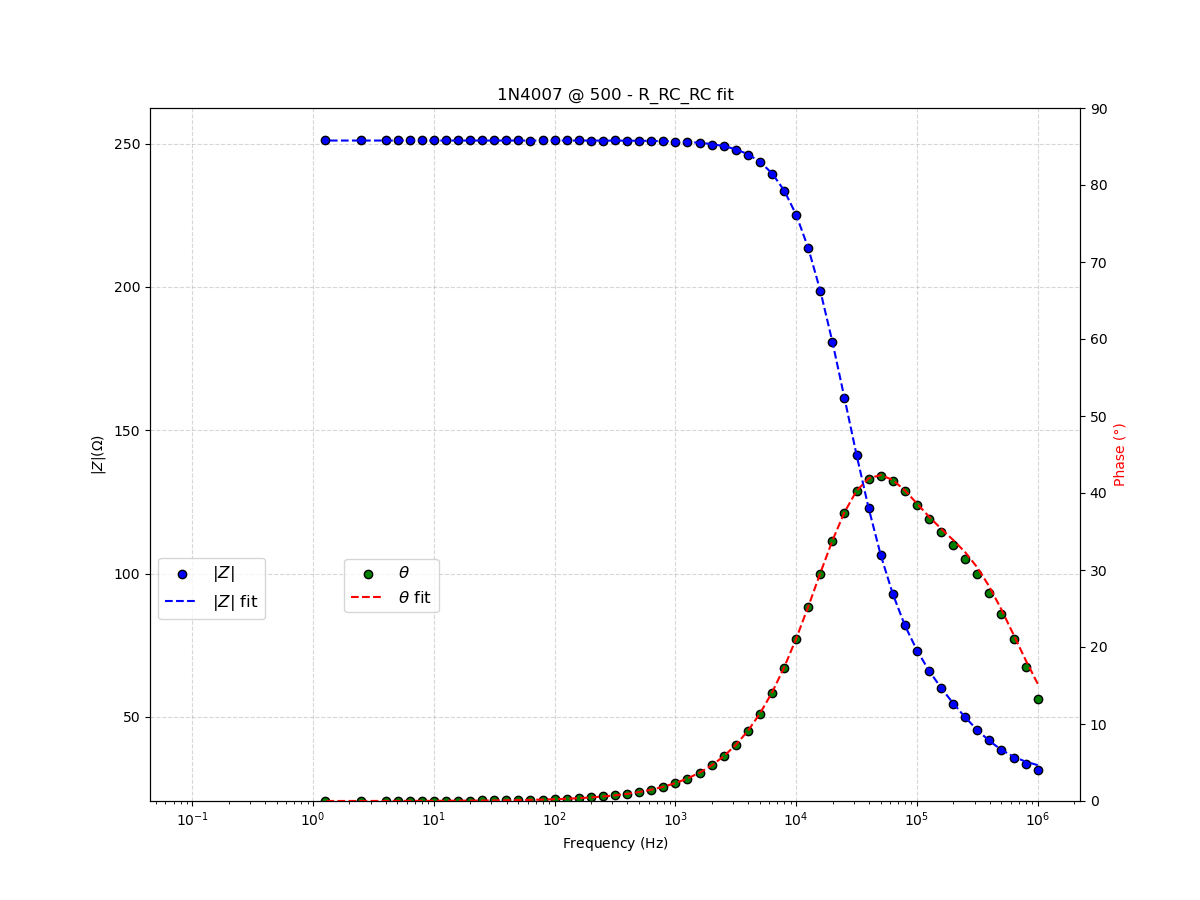 1N4007 @ 500 - R_RC_RC fit
250
200
150
100
50
|Z|(Ω)
90
80
70
60
50
40
30
20
10
0
Phase (°)
|Z|
|Z| fit
θ
θ fit
10⁻¹
10⁰
10¹
10²
10³
10⁴
10⁵
10⁶
Frequency (Hz)